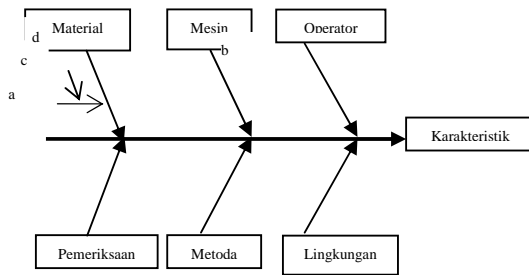 Material
Mesin
Operator
d
b
c
a
Karakteristik
Pemeriksaan
Metoda
Lingkungan